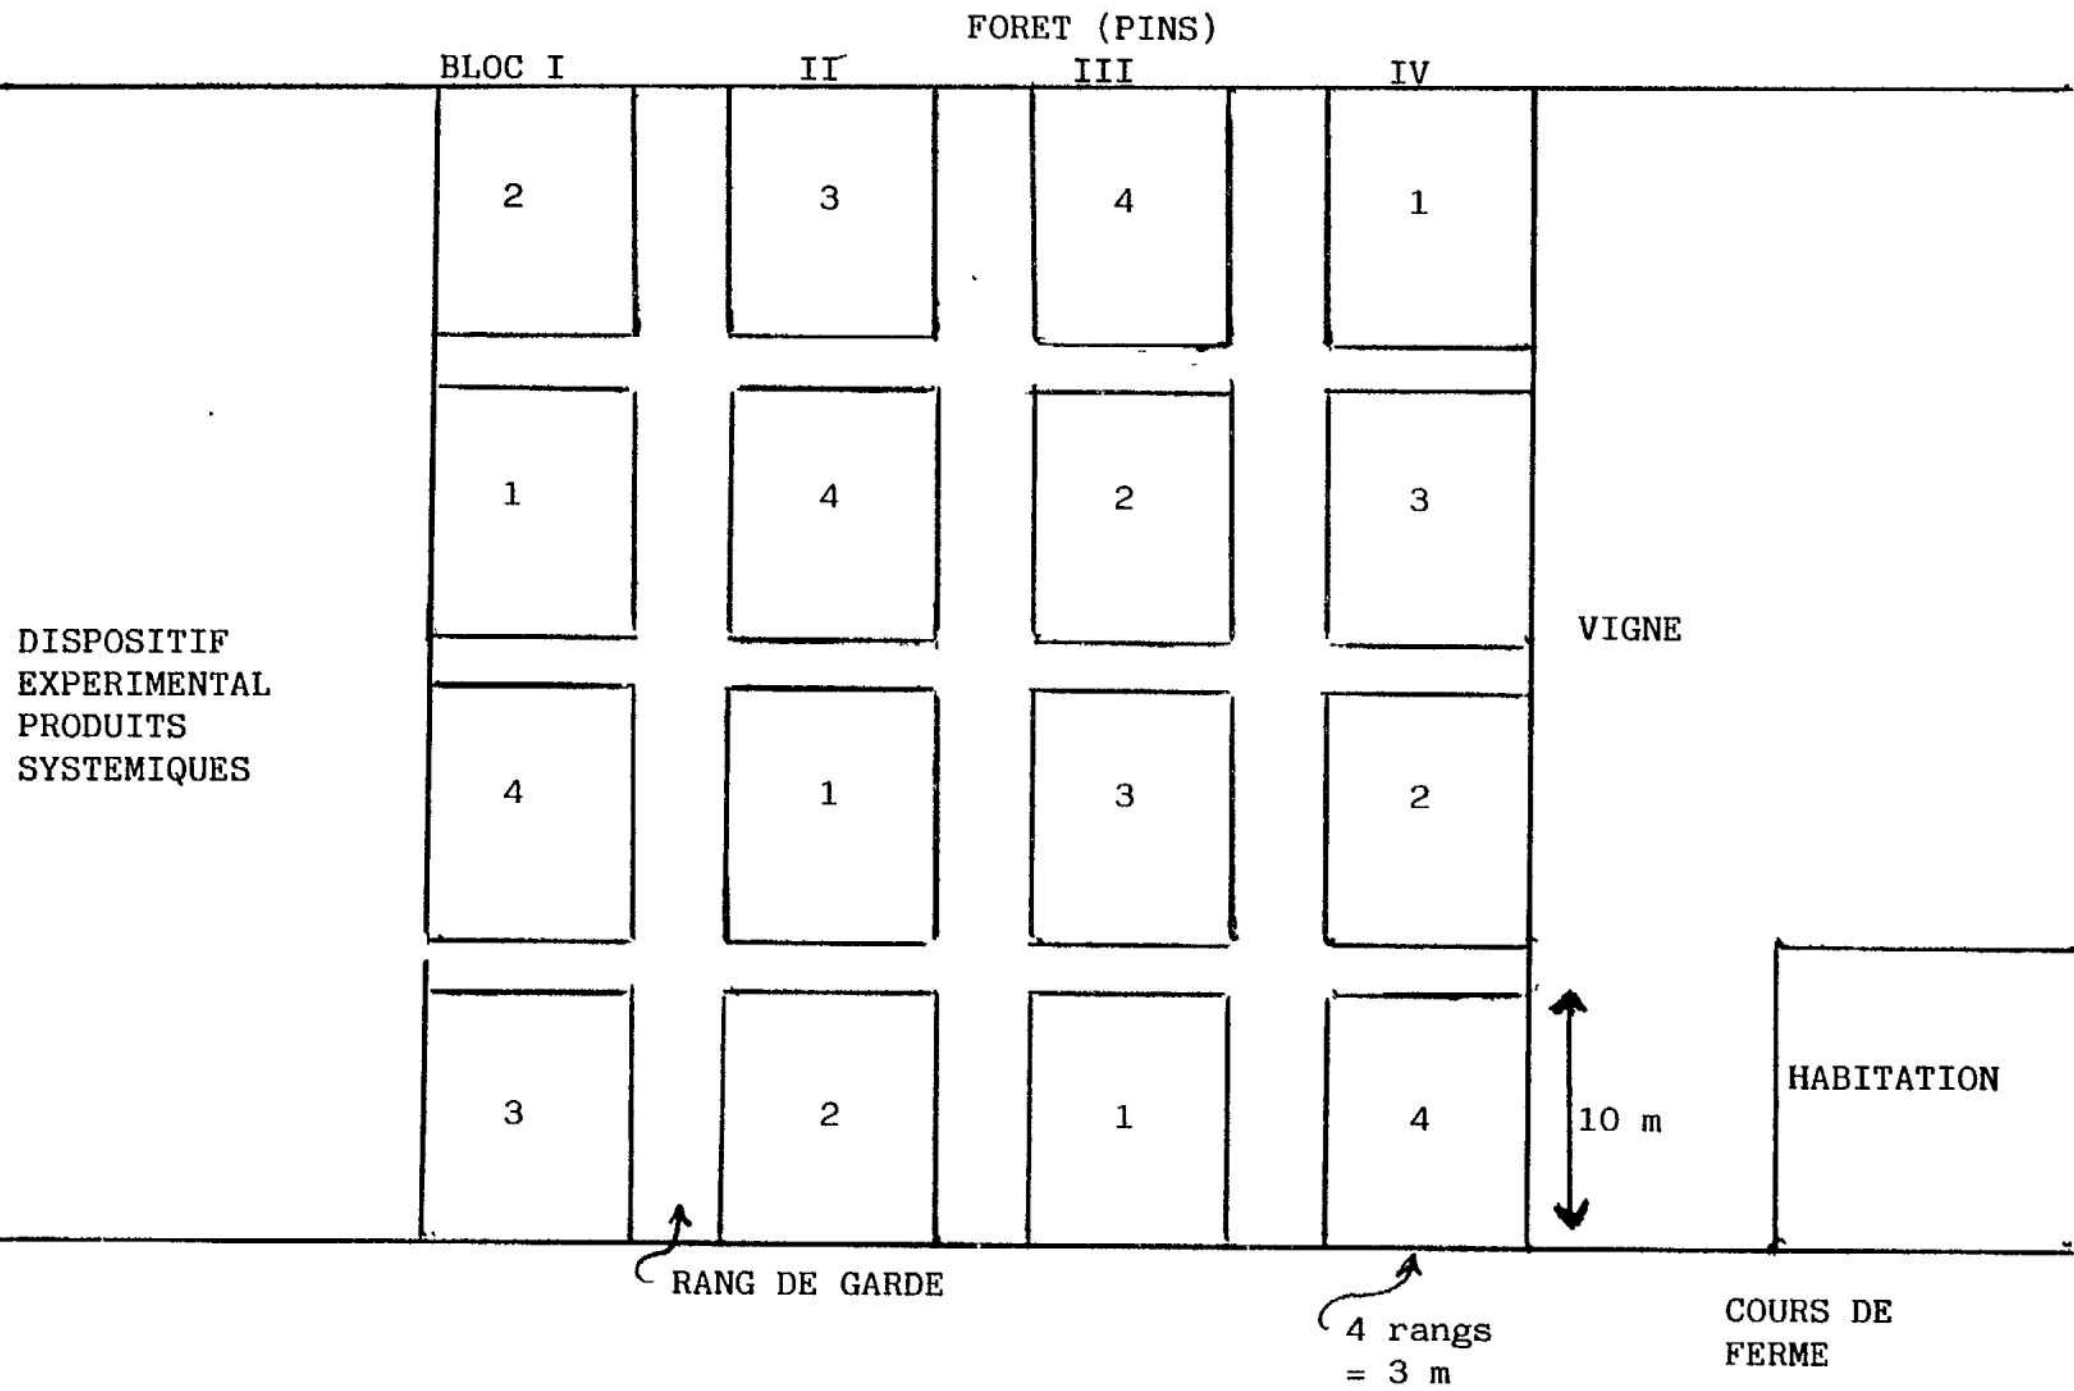 FORET (PINS)
BLOC I II III IV
2 3 4 1
1 4 2 3
VIGNE
DISPOSITIF
EXPERIMENTAL
PRODUITS
SYSTEMIQUES
4 1 3 2
HABITATION
3 2 1 4
10 m
RANG DE GARDE
4 rangs
= 3 m
COURS DE
FERME